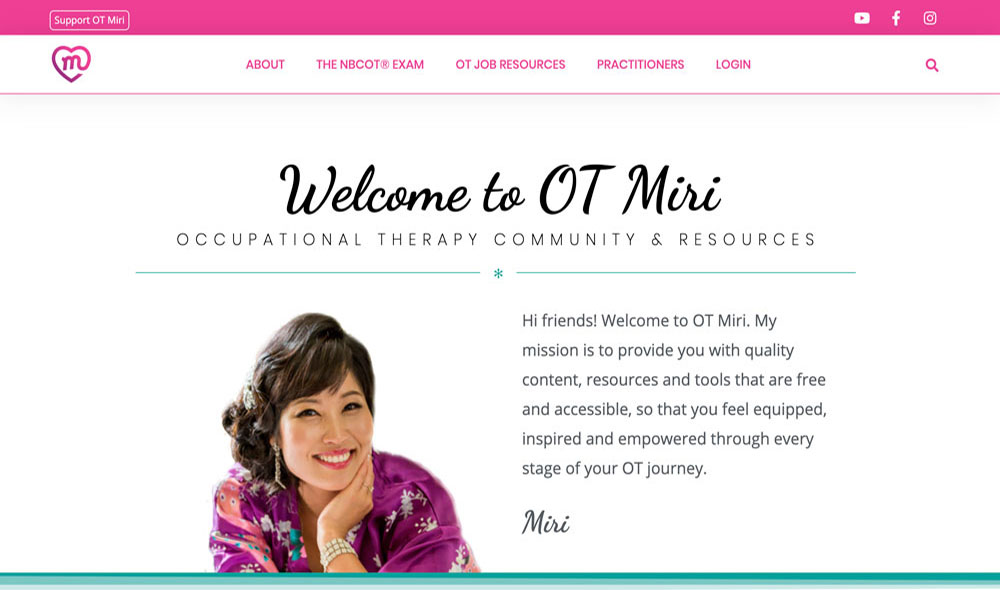 Support OT Miri
m
ABOUT THE NBCOT® EXAM OT JOB RESOURCES PRACTITIONERS LOGIN
Welcome to OT Miri
OCCUPATIONAL THERAPY COMMUNITY & RESOURCES
Hi friends! Welcome to OT Miri. My
mission is to provide you with quality
content, resources and tools that are free
and accessible, so that you feel equipped,
inspired and empowered through every
stage of your OT journey.
Miri